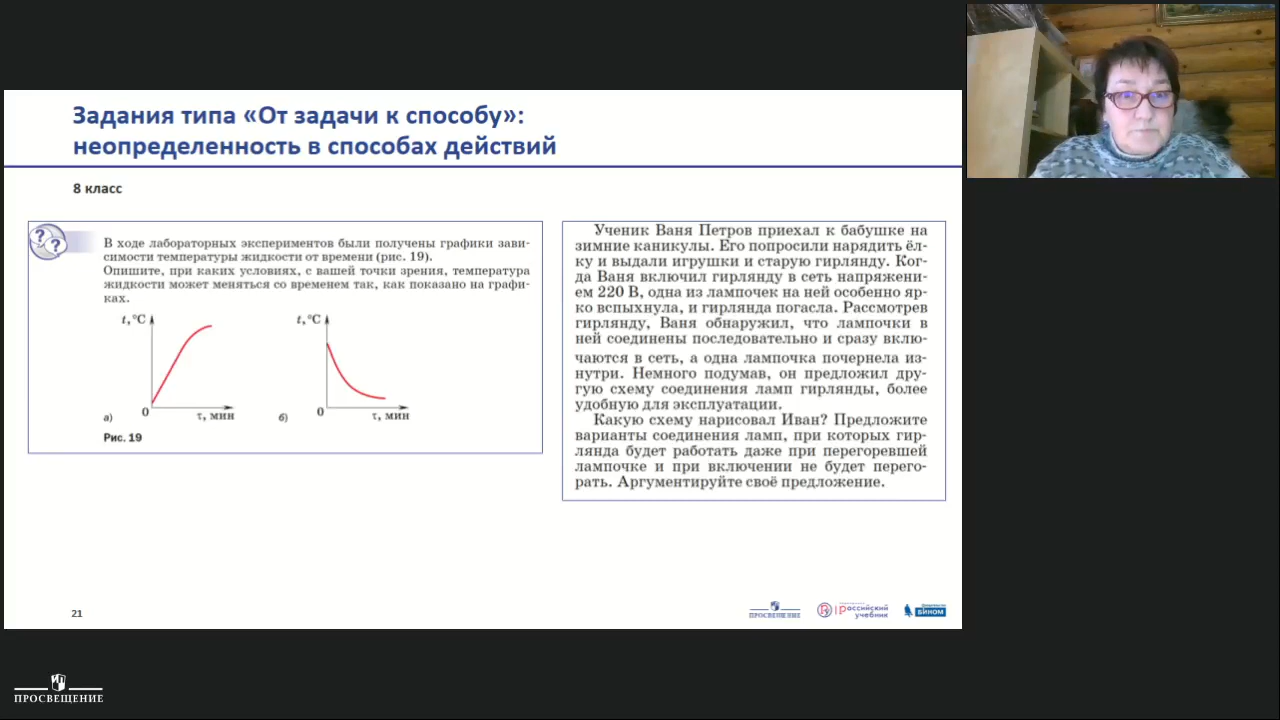 Задания типа «От задачи к способу»:
неопределенность в способах действий
8 класс
? ?
В ходе лабораторных экспериментов были получены графики зави-
симости температуры жидкости от времени (рис. 19).
Опишите, при каких условиях, с вашей точки зрения, температура
жидкости может меняться со временем так, как показано на графи-
ках.
t, °C
0
τ, мин
а)
t, °C
0
τ, мин
б)
Рис. 19
Ученик Ваня Петров приехал к бабушке на
зимние каникулы. Его попросили нарядить ёл-
ку и выдали игрушки и старую гирлянду. Ког-
да Ваня включил гирлянду в сеть напряжени-
ем 220 В, одна из лампочек на ней особенно яр-
ко вспыхнула, и гирлянда погасла. Рассмотрев
гирлянду, Ваня обнаружил, что лампочки в
ней соединены последовательно и сразу вклю-
чаются в сеть, а одна лампочка почернела из-
нутри. Немного подумав, он предложил дру-
гую схему соединения ламп гирлянды, более
удобную для эксплуатации.
Какую схему нарисовал Иван? Предложите
варианты соединения ламп, при которых гир-
лянда будет работать даже при перегоревшей
лампочке и при включении не будет перего-
рать. Аргументируйте своё предложение.
21
ПРОСВЕЩЕНИЕ
российский
учебник
БИНОМ
ПРОСВЕЩЕНИЕ